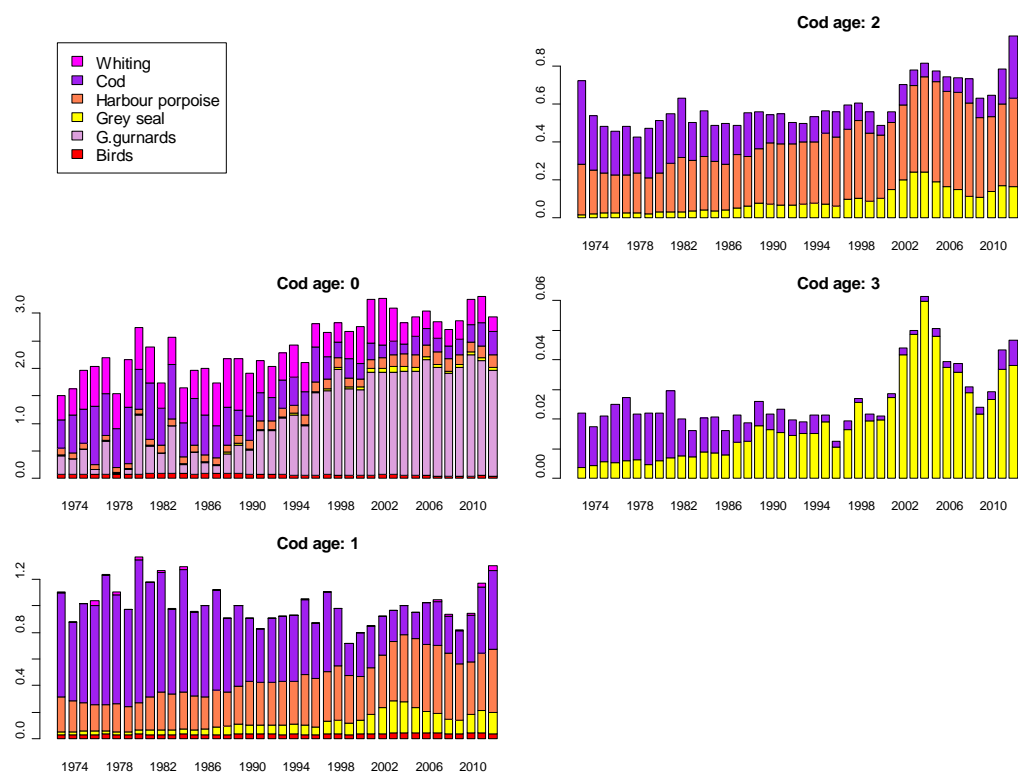 Whiting
Cod
Harbour porpoise
Grey seal
G.gurnards
Birds
Cod age: 2
0.0 0.2 0.4 0.6 0.8
1974 1978 1982 1986 1990 1994 1998 2002 2006 2010
Cod age: 0
0.0 1.0 2.0 3.0
1974 1978 1982 1986 1990 1994 1998 2002 2006 2010
Cod age: 3
0.00 0.02 0.04 0.06
1974 1978 1982 1986 1990 1994 1998 2002 2006 2010
Cod age: 1
0.0 0.4 0.8 1.2
1974 1978 1982 1986 1990 1994 1998 2002 2006 2010